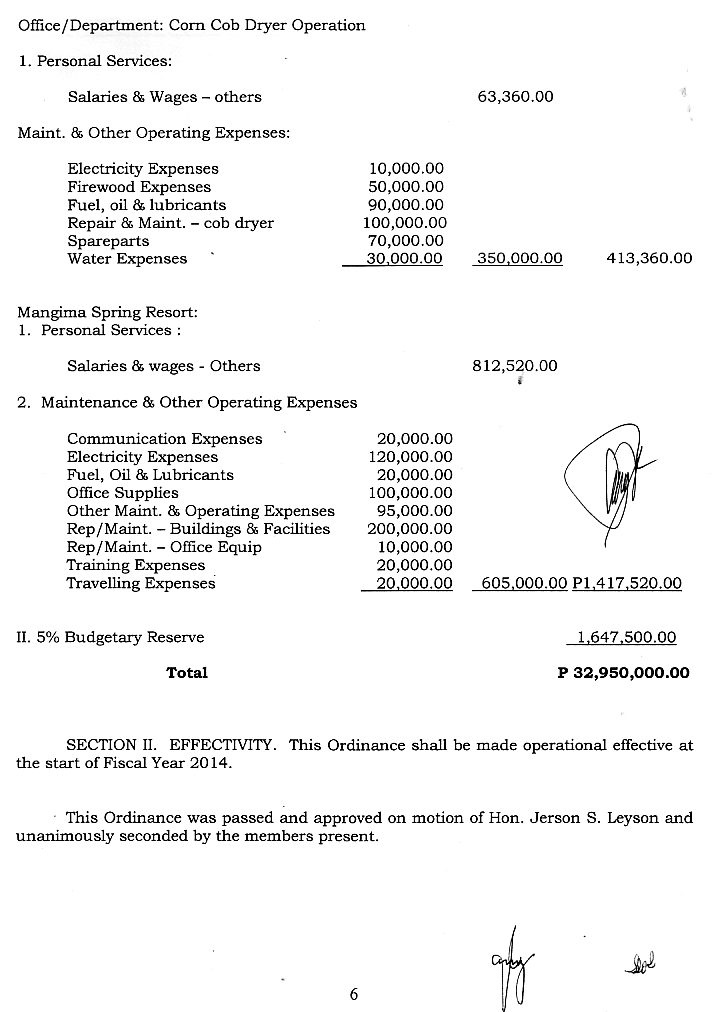 Office/Department: Corn Cob Dryer Operation
1. Personal Services:
Salaries & Wages – others 63,360.00
Maint. & Other Operating Expenses:
Electricity Expenses 10,000.00
Firewood Expenses 50,000.00
Fuel, oil & lubricants 90,000.00
Repair & Maint. – cob dryer 100,000.00
Spareparts 70,000.00
Water Expenses 30,000.00 350,000.00 413,360.00
Mangima Spring Resort:
1. Personal Services :
Salaries & wages - Others 812,520.00
2. Maintenance & Other Operating Expenses
Communication Expenses 20,000.00
Electricity Expenses 120,000.00
Fuel, Oil & Lubricants 20,000.00
Office Supplies 100,000.00
Other Maint. & Operating Expenses 95,000.00
Rep/Maint. – Buildings & Facilities 200,000.00
Rep/Maint. – Office Equip 10,000.00
Training Expenses 20,000.00
Travelling Expenses 20,000.00 605,000.00 P1,417,520.00
II. 5% Budgetary Reserve 1,647,500.00
Total P 32,950,000.00
SECTION II. EFFECTIVITY. This Ordinance shall be made operational effective at
the start of Fiscal Year 2014.
This Ordinance was passed and approved on motion of Hon. Jerson S. Leyson and
unanimously seconded by the members present.
6